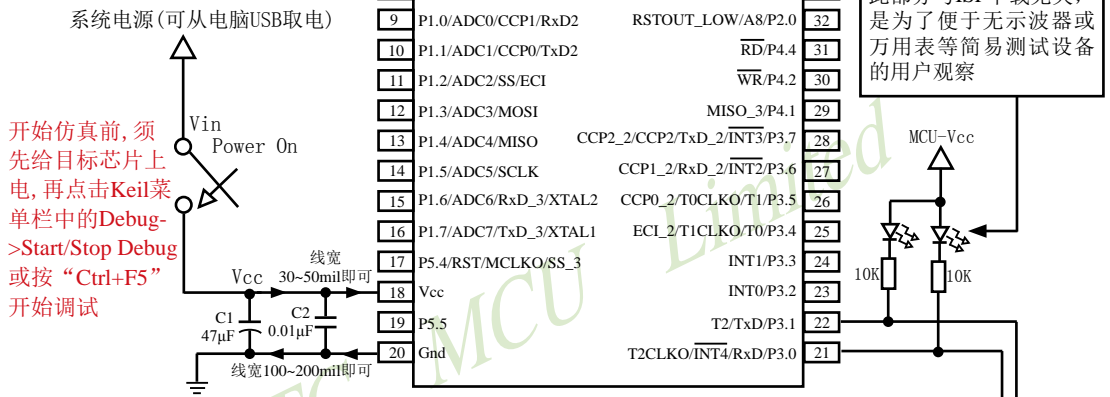 系统电源(可从电脑USB取电)
开始仿真前,须
先给目标芯片上
电,再点击Keil菜
单栏中的Debug-
>Start/Stop Debug
或按“Ctrl+F5”
开始调试
Vin
Power On
Vcc
线宽
30~50mil即可
C1
47μF
C2
0.01μF
线宽100~200mil即可
9 P1.0/ADC0/CCP1/RxD2
10 P1.1/ADC1/CCP0/TxD2
11 P1.2/ADC2/SS/ECI
12 P1.3/ADC3/MOSI
13 P1.4/ADC4/MISO
14 P1.5/ADC5/SCLK
15 P1.6/ADC6/RxD_3/XTAL2
16 P1.7/ADC7/TxD_3/XTAL1
17 P5.4/RST/MCLKO/SS_3
18 Vcc
19 P5.5
20 Gnd
RSTOUT_LOW/A8/P2.0 32
RD/P4.4 31
WR/P4.2 30
MISO_3/P4.1 29
CCP2_2/CCP2/TxD_2/INT3/P3.7 28
CCP1_2/RxD_2/INT2/P3.6 27
CCP0_2/T0CLKO/T1/P3.5 26
ECI_2/T1CLKO/T0/P3.4 25
INT1/P3.3 24
INT0/P3.2 23
T2/TxD/P3.1 22
T2CLKO/INT4/RxD/P3.0 21
是为了便于无示波器或
万用表等简易测试设备
的用户观察
MCU-Vcc
10K
10K
MCU Limited